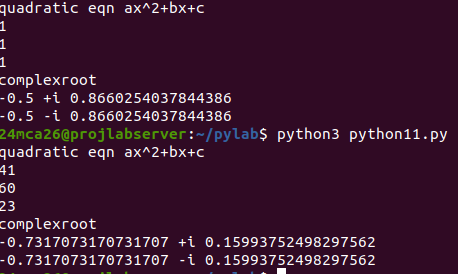 quadratic eqn ax^2+bx+c
1
1
1
complexroot
-0.5 +i 0.8660254037844386
-0.5 -i 0.8660254037844386
24mca26@projlabserver:~/pylab$ python3 python11.py
quadratic eqn ax^2+bx+c
41
60
23
complexroot
-0.7317073170731707 +i 0.15993752498297562
-0.7317073170731707 -i 0.15993752498297562